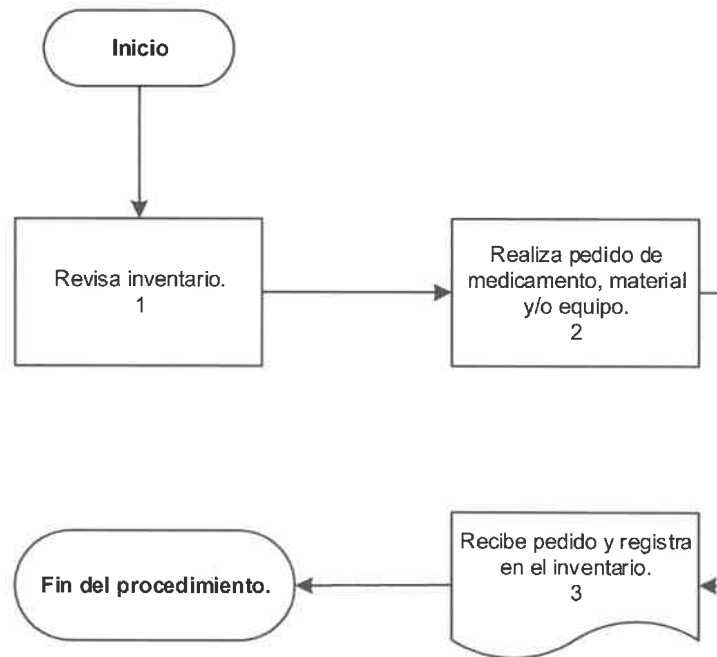 Inicio
Revisa inventario.
1
Realiza pedido de
medicamento, material
y/o equipo.
2
Recibe pedido y registra
en el inventario.
3
Fin del procedimiento.